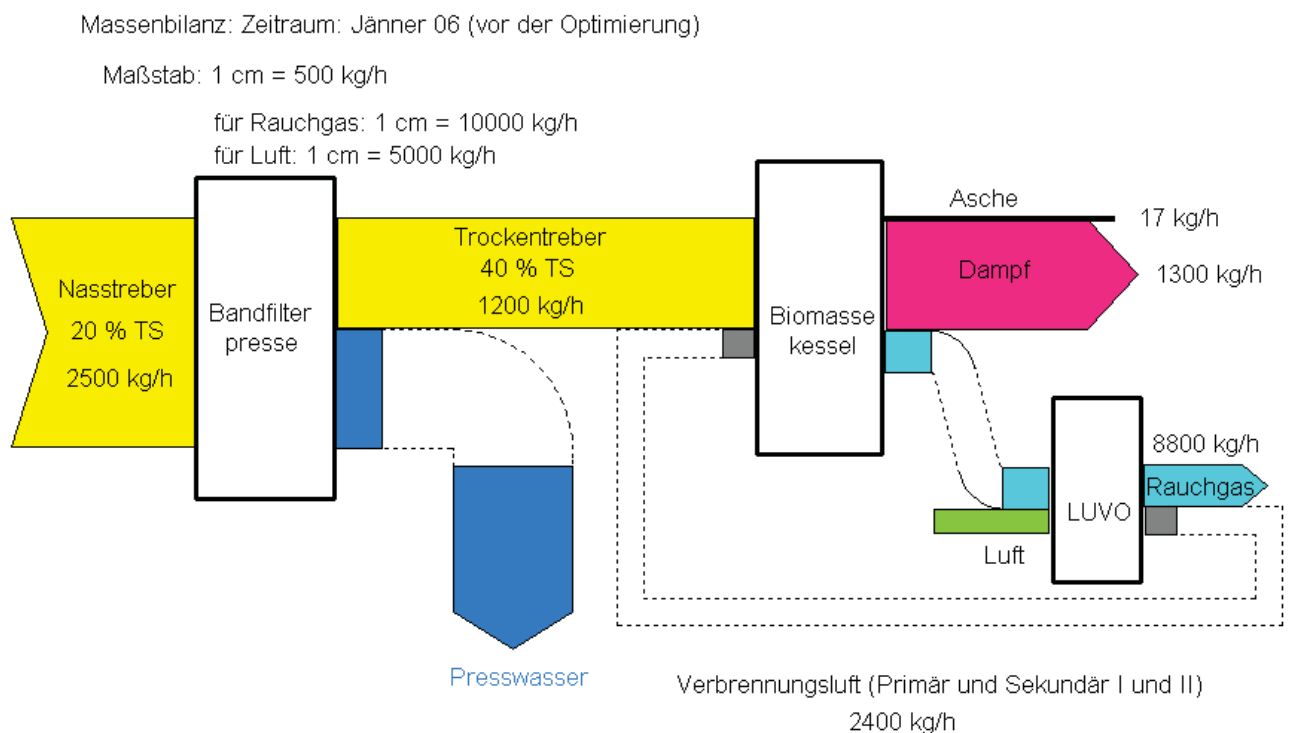 Massenbilanz: Zeitraum: Jänner 06 (vor der Optimierung)
Maßstab: 1 cm = 500 kg/h
für Rauchgas: 1 cm = 10000 kg/h
für Luft: 1 cm = 5000 kg/h
Nasstreber
20 % TS
2500 kg/h
Bandfilter
presse
Trockentreber
40 % TS
1200 kg/h
Presswasser
Biomasse
kessel
Asche
17 kg/h
Dampf
1300 kg/h
8800 kg/h
Rauchgas
LUVO
Luft
Verbrennungsluft (Primär und Sekundär I und II)
2400 kg/h